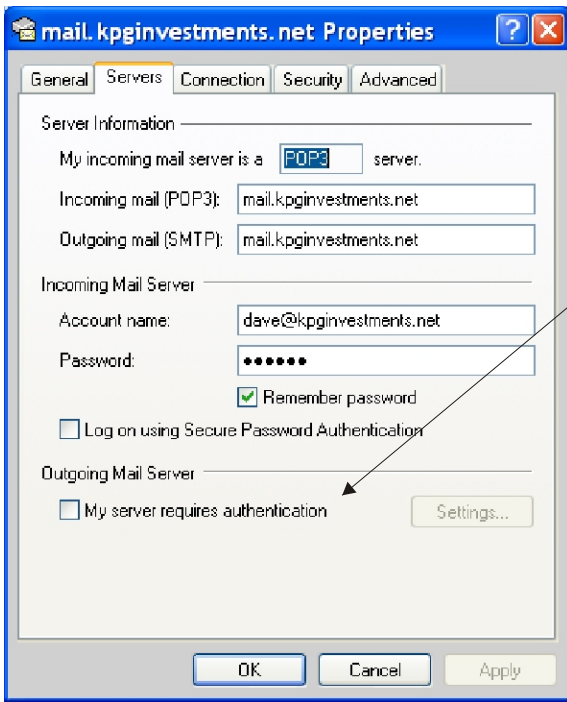 mail.kpginvestments.net Properties
General Servers Connection Security Advanced
Server Information
My incoming mail server is a POP3 server.
Incoming mail (POP3): mail.kpginvestments.net
Outgoing mail (SMTP): mail.kpginvestments.net
Incoming Mail Server
Account name: dave@kpginvestments.net
Password: ••••••
Remember password
Log on using Secure Password Authentication
Outgoing Mail Server
My server requires authentication Settings...
OK Cancel Apply